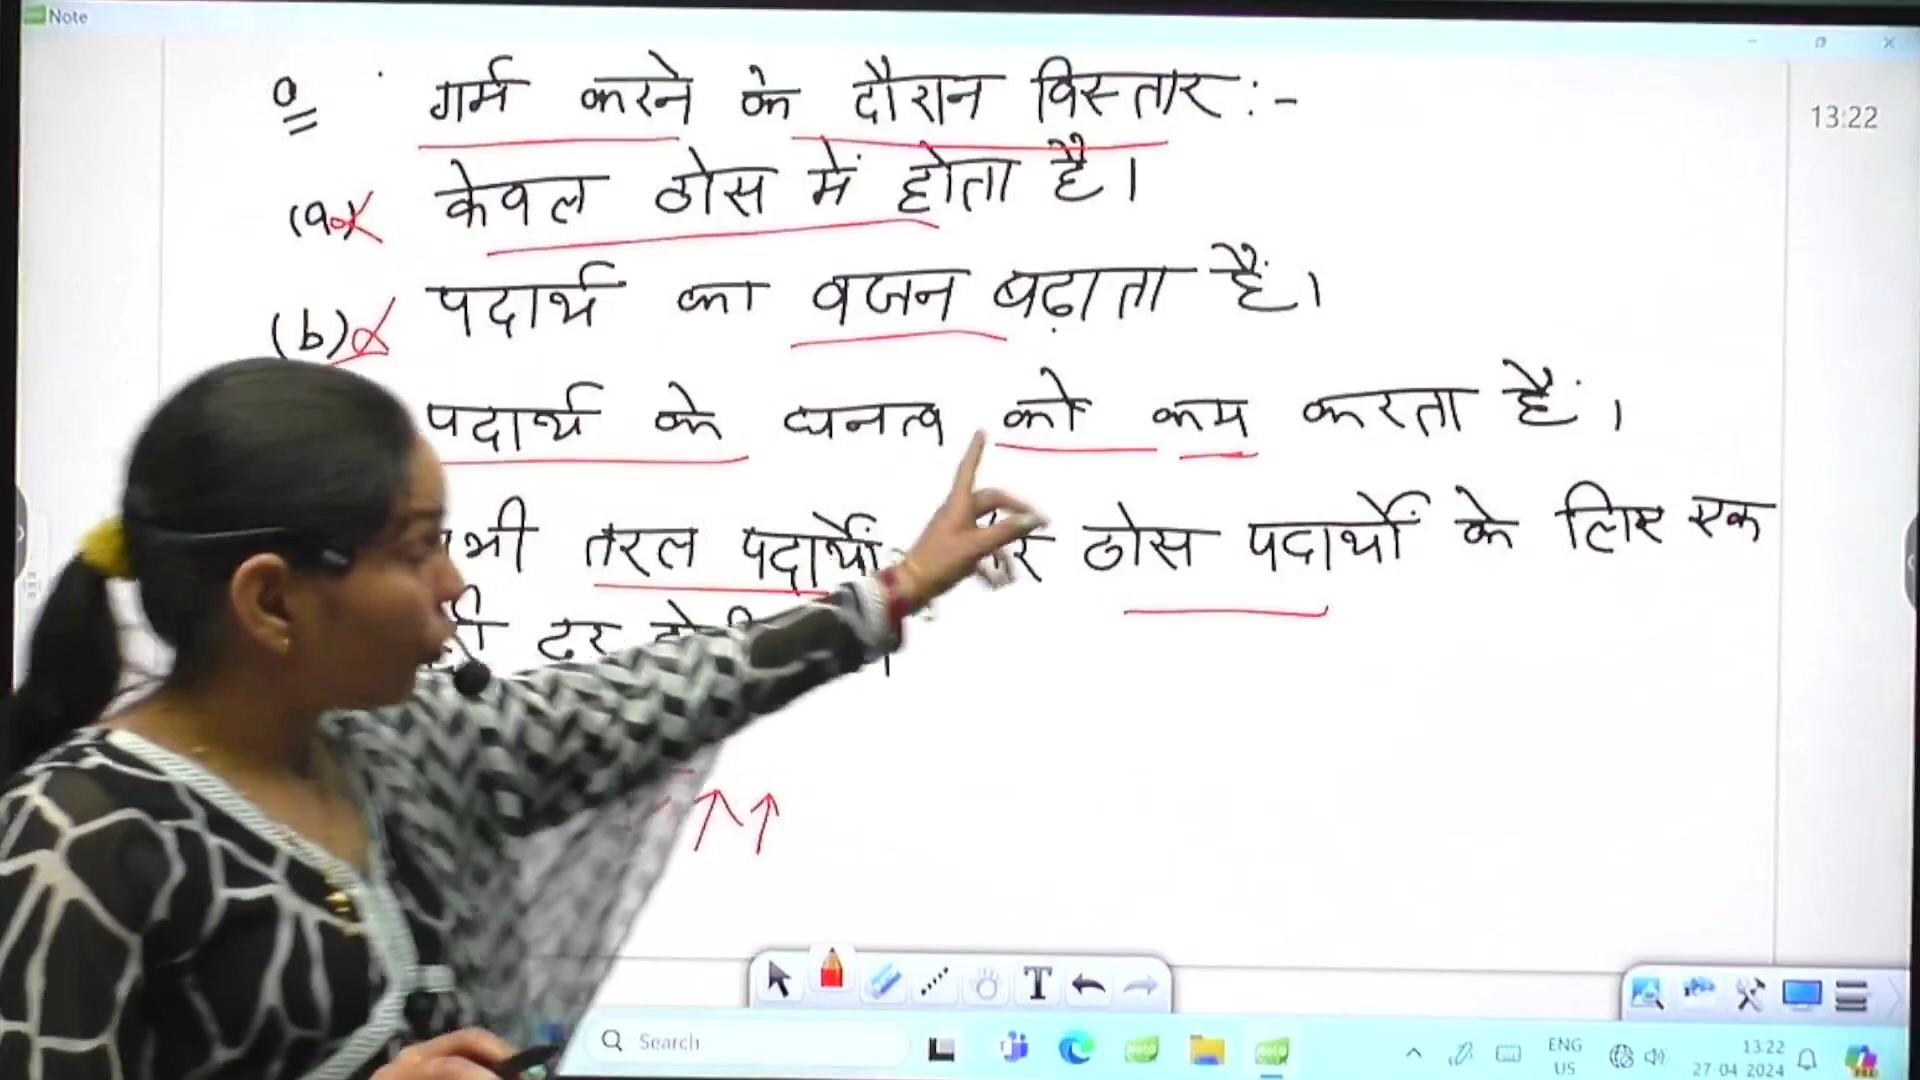 Note
13:22
Q गर्म करने के दौरान विस्तार :-
(a) केवल ठोस में होता है।
(b) पदार्थ का वजन बढ़ाता हैं।
पदार्थ के घनत्व को कम करता हैं।
तरल पदार्थों ठोस पदार्थों के लिए एक
दर
T
Search
ENG
US
13:22
27-04-2024